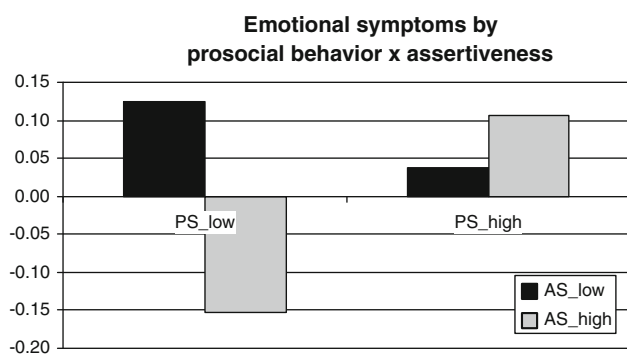 Emotional symptoms by
prosocial behavior x assertiveness
0.15
0.10
0.05
0.00
-0.05
-0.10
-0.15
-0.20
PS_low
PS_high
AS_low
AS_high